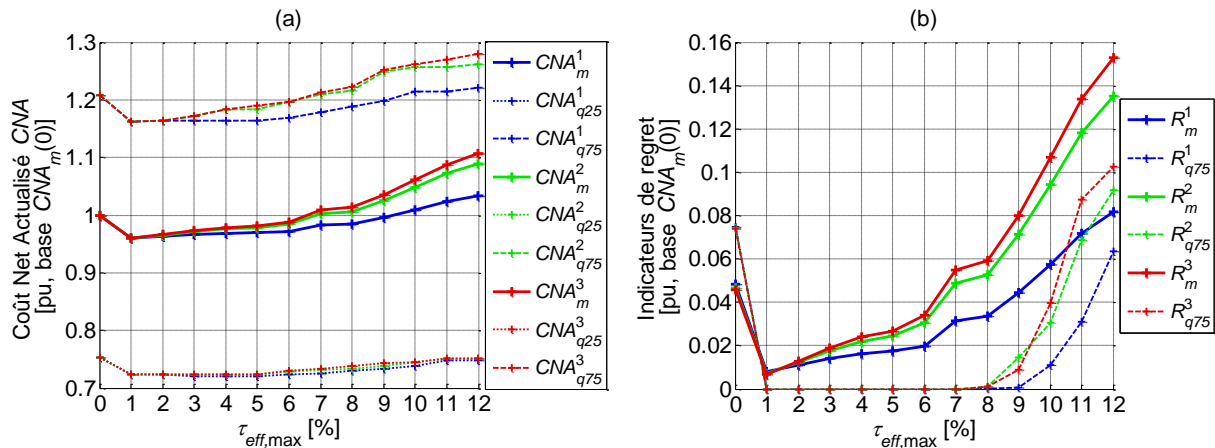 (a)
Coût Net Actualisé CNA
[pu, base CNA_m(0)]
1.3
1.2
1.1
1
0.9
0.8
0.7
0 1 2 3 4 5 6 7 8 9 10 11 12
τ_eff,max [%]
CNA^1_m
CNA^1_q25
CNA^1_q75
CNA^2_m
CNA^2_q25
CNA^2_q75
CNA^3_m
CNA^3_q25
CNA^3_q75
(b)
Indicateurs de regret
[pu, base CNA_m(0)]
0.16
0.14
0.12
0.1
0.08
0.06
0.04
0.02
0
0 1 2 3 4 5 6 7 8 9 10 11 12
τ_eff,max [%]
R^1_m
R^1_q75
R^2_m
R^2_q75
R^3_m
R^3_q75